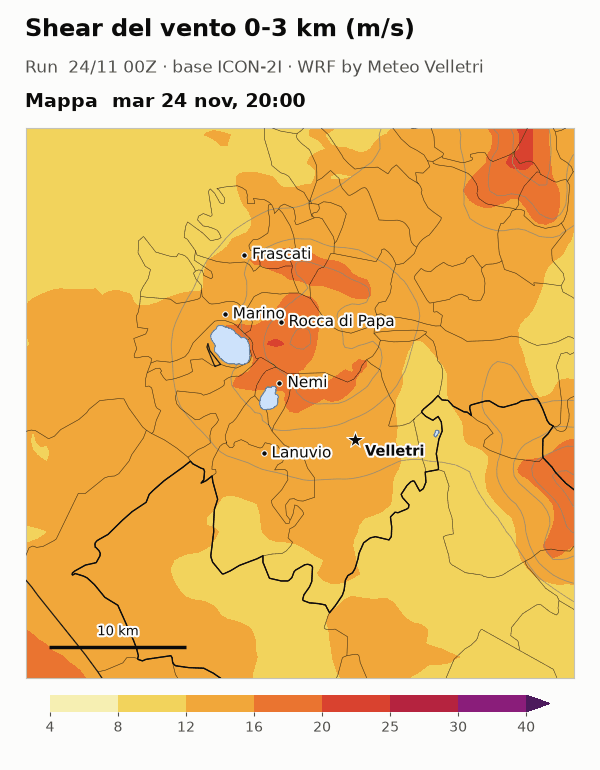 Shear del vento 0-3 km (m/s)
Run  24/11 00Z · base ICON-2I · WRF by Meteo Velletri
Mappa  mar 24 nov, 20:00
Frascati
Marino
Rocca di Papa
Nemi
Velletri
Lanuvio
10 km
4 8 12 16 20 25 30 40